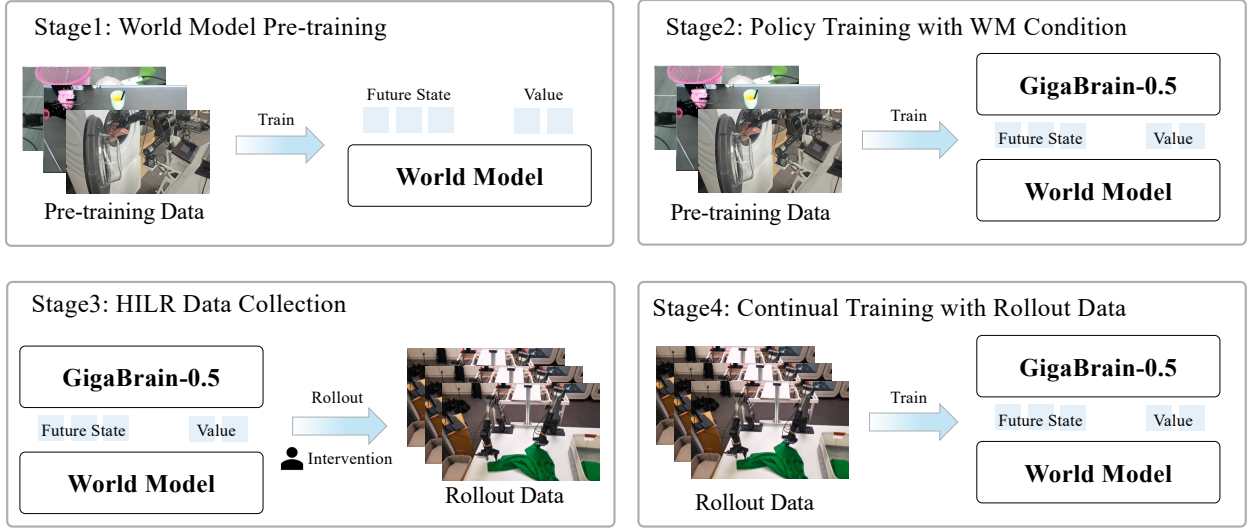 Stage1: World Model Pre-training
Future State
Value
Train
World Model
Pre-training Data
Stage2: Policy Training with WM Condition
GigaBrain-0.5
Train
Future State
Value
World Model
Pre-training Data
Stage3: HILR Data Collection
GigaBrain-0.5
Rollout
Future State
Value
Intervention
World Model
Rollout Data
Stage4: Continual Training with Rollout Data
GigaBrain-0.5
Train
Future State
Value
World Model
Rollout Data